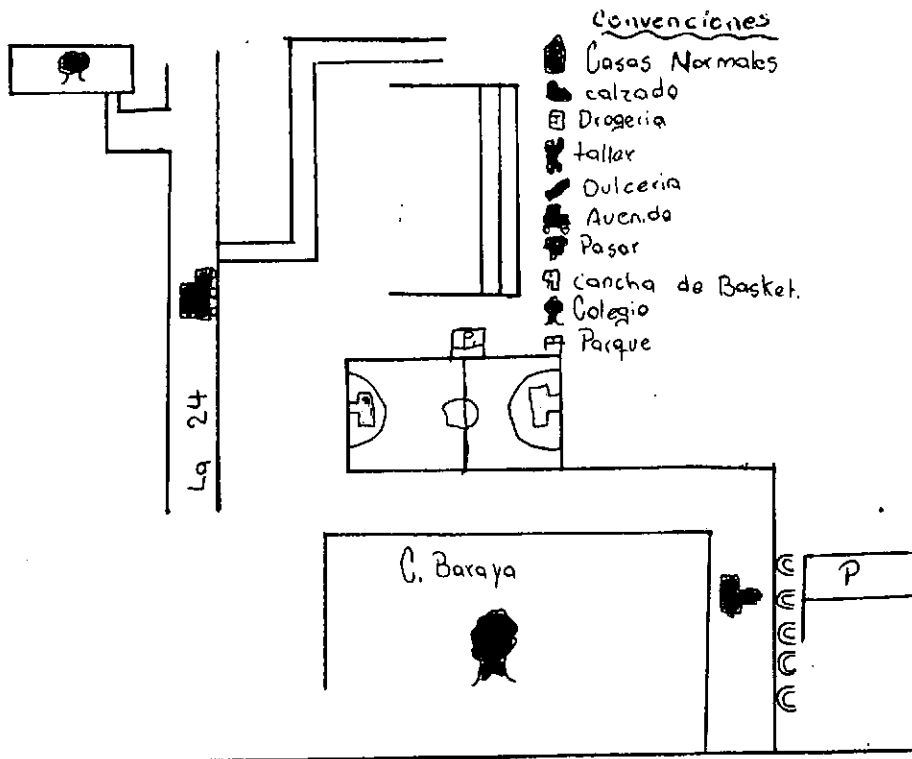 Convenciones
Casas Normales
calzado
Drogeria
taller
Dulceria
Avenida
Pasar
Cancha de Basket.
Colegio
Parque
P.
La 24
C. Baraya
P